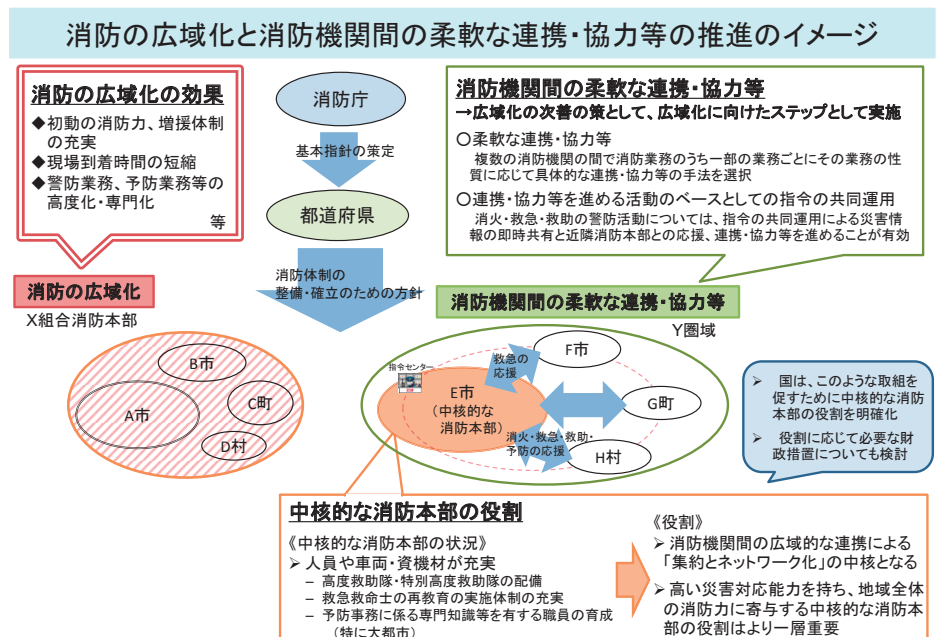 消防の広域化と消防機関間の柔軟な連携・協力等の推進のイメージ
消防の広域化の効果
◆初動の消防力、増援体制
の充実
◆現場到着時間の短縮
◆警防業務、予防業務等の
高度化・専門化
等
消防庁
基本指針の策定
都道府県
消防体制の
整備・確立のための方針
消防機関間の柔軟な連携・協力等
→広域化の次善の策として、広域化に向けたステップとして実施
〇柔軟な連携・協力等
複数の消防機関の間で消防業務のうち一部の業務ごとにその業務の性
質に応じて具体的な連携・協力等の手法を選択
〇連携・協力等を進める活動のベースとしての指令の共同運用
消火・救急・救助の警防活動については、指令の共同運用による災害情
報の即時共有と近隣消防本部との応援、連携・協力等を進めることが有効
消防の広域化
X組合消防本部
A市
B市
C町
D村
消防機関間の柔軟な連携・協力等
Y圏域
指令センター
E市
(中核的な
消防本部)
救急の
応援
消火・救急・救助・
予防の応援
F市
G町
H村
➢ 国は、このような取組を
促すために中核的な消防
本部の役割を明確化
➢ 役割に応じて必要な財
政措置についても検討
中核的な消防本部の役割
《中核的な消防本部の状況》
➢ 人員や車両・資機材が充実
– 高度救助隊・特別高度救助隊の配備
– 救急救命士の再教育の実施体制の充実
– 予防事務に係る専門知識等を有する職員の育成
(特に大都市)
《役割》
➢ 消防機関間の広域的な連携による
「集約とネットワーク化」の中核となる
➢ 高い災害対応能力を持ち、地域全体
の消防力に寄与する中核的な消防本
部の役割はより一層重要